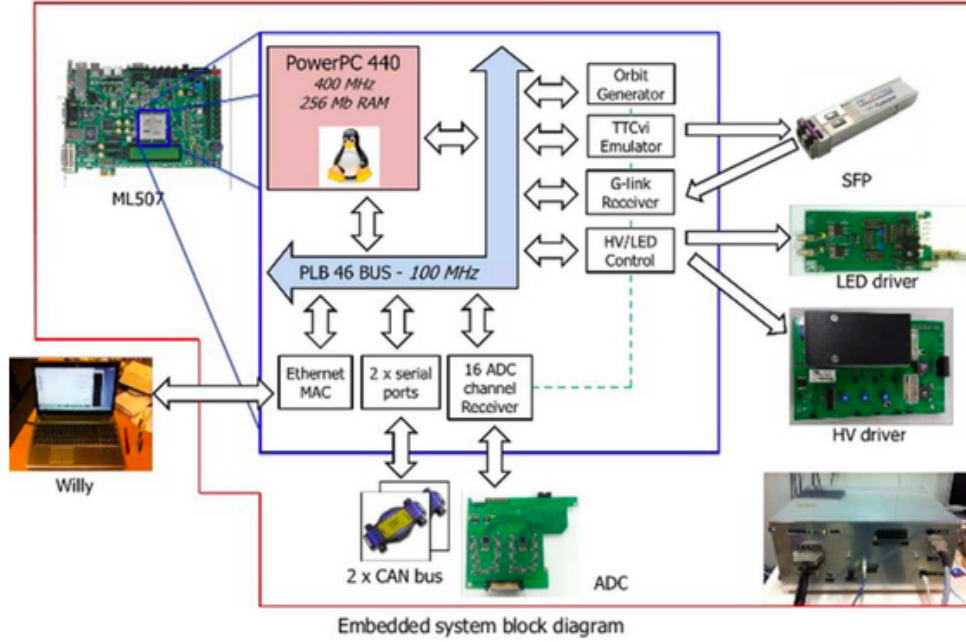 PowerPC 440
400 MHz
256 Mb RAM
Orbit
Generator
TTCvi
Emulator
G-link
Receiver
HV/LED
Control
PLB 46 BUS - 100 MHz
Ethernet
MAC
2 x serial
ports
16 ADC
channel
Receiver
ML507
SFP
LED driver
HV driver
Willy
2 x CAN bus
ADC
Embedded system block diagram